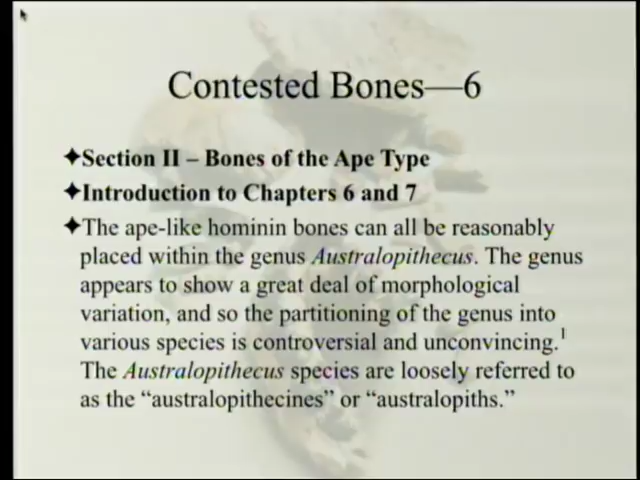 Contested Bones—6
✦Section II – Bones of the Ape Type
✦Introduction to Chapters 6 and 7
✦The ape-like hominin bones can all be reasonably
placed within the genus Australopithecus. The genus
appears to show a great deal of morphological
variation, and so the partitioning of the genus into
various species is controversial and unconvincing.¹
The Australopithecus species are loosely referred to
as the “australopithecines” or “australopiths.”